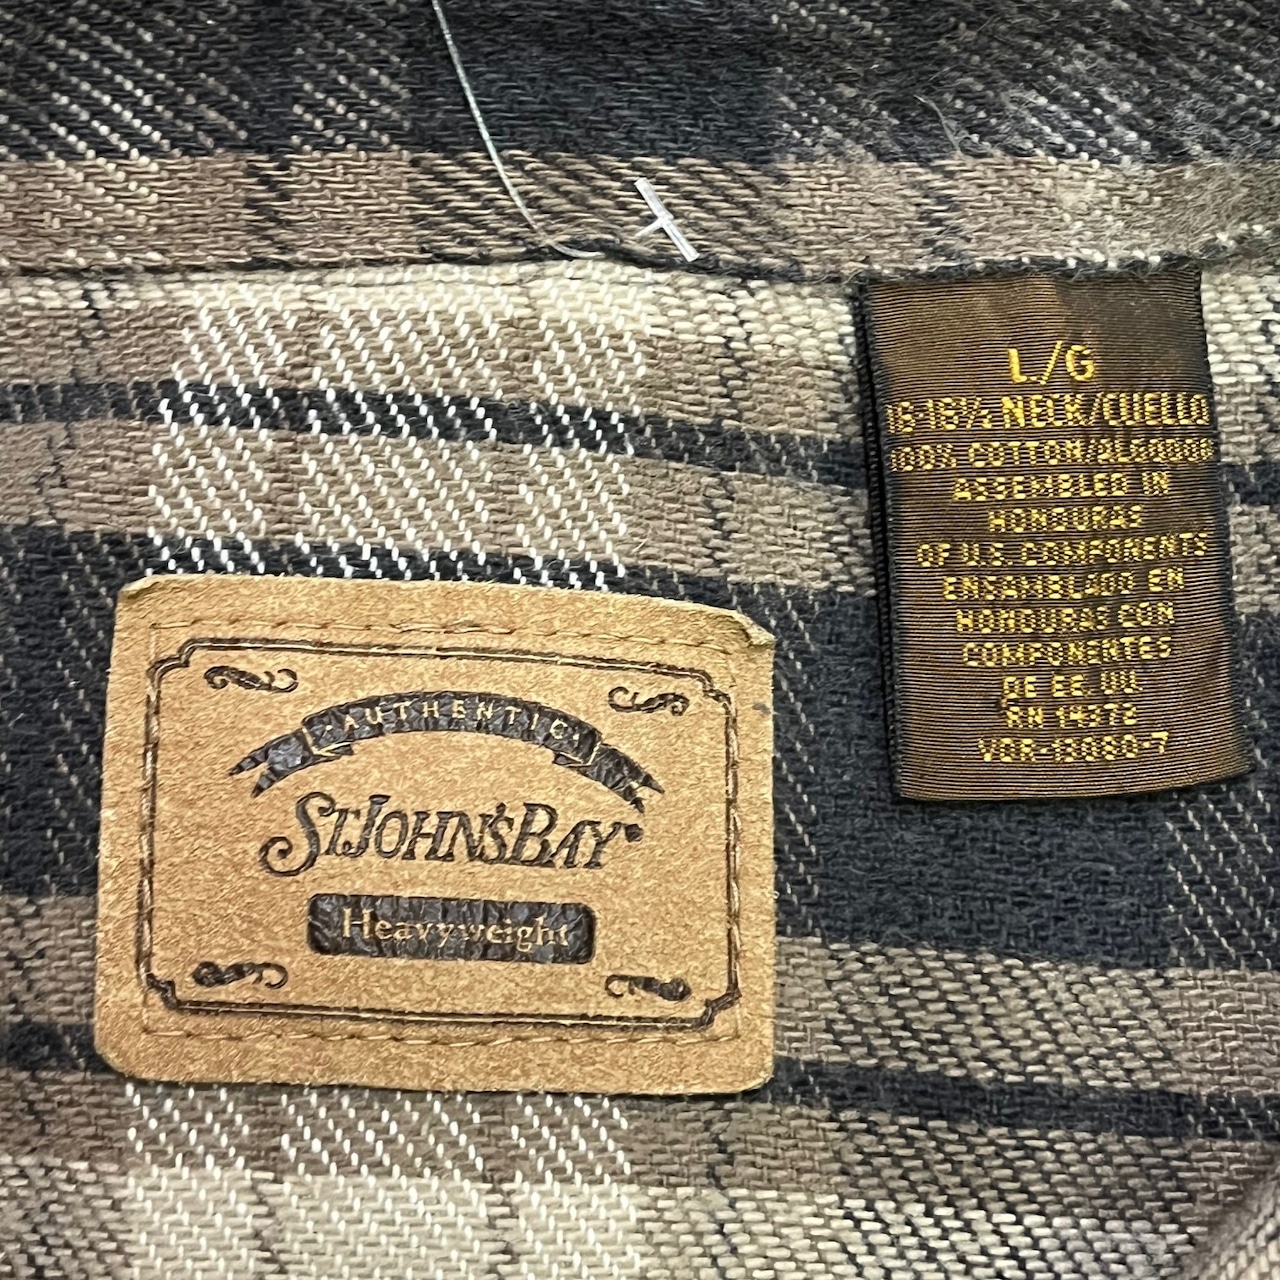 AUTHENTIC
ST. JOHN'S BAY®
Heavyweight
L/G
16-16½ NECK/CUELLO
100% COTTON/ALGODON
ASSEMBLED IN
HONDURAS
OF U.S. COMPONENTS
ENSAMBLADO EN
HONDURAS CON
COMPONENTES
DE EE. UU.
RN 14372
VGR-13080-7